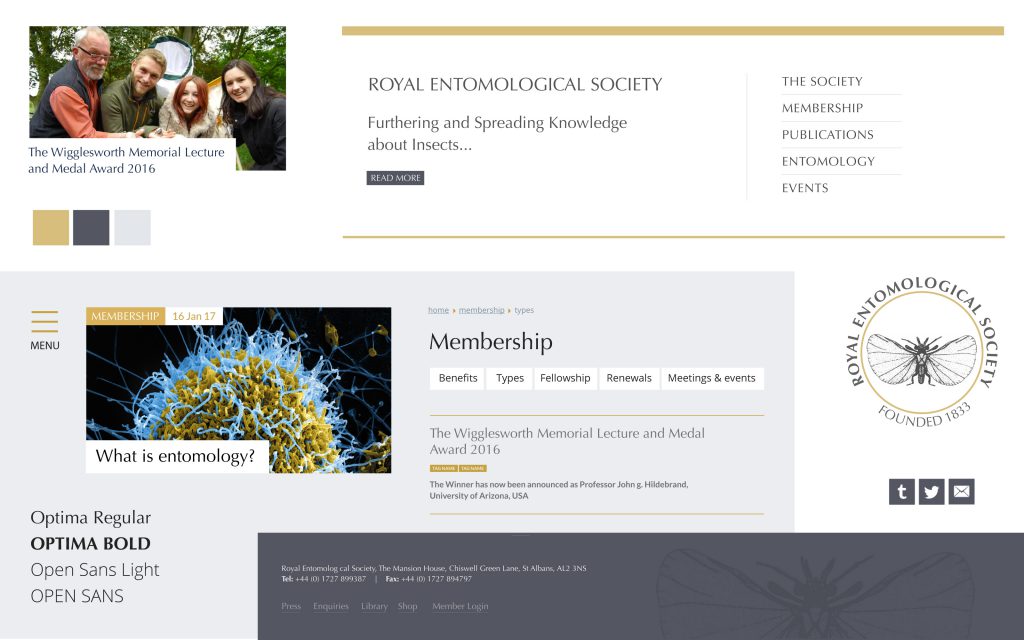 The Wigglesworth Memorial Lecture
and Medal Award 2016
ROYAL ENTOMOLOGICAL SOCIETY
Furthering and Spreading Knowledge
about Insects...
READ MORE
THE SOCIETY
MEMBERSHIP
PUBLICATIONS
ENTOMOLOGY
EVENTS
MENU
MEMBERSHIP 16 Jan 17
What is entomology?
home membership types
Membership
Benefits Types Fellowship Renewals Meetings & events
The Wigglesworth Memorial Lecture and Medal
Award 2016
TAG NAME TAG NAME
The Winner has now been announced as Professor John g. Hildebrand,
University of Arizona, USA
ROYAL ENTOMOLOGICAL SOCIETY
FOUNDED 1833
t
Optima Regular
OPTIMA BOLD
Open Sans Light
OPEN SANS
Royal Entomolog cal Society, The Mansion House, Chiswell Green Lane, St Albans, AL2 3NS
Tel: +44 (0) 1727 899387 | Fax: +44 (0) 1727 894797
Press Enquiries Library Shop Member Login